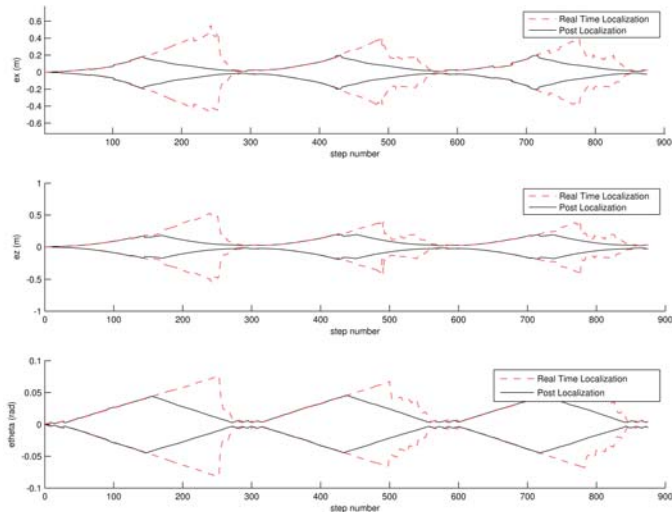 Real Time Localization
Post Localization
ex (m)
0.6
0.4
0.2
0
-0.2
-0.4
-0.6
100 200 300 400 500 600 700 800 900
step number
Real Time Localization
Post Localization
ez (m)
1
0.5
0
-0.5
-1
0 100 200 300 400 500 600 700 800 900
step number
Real Time Localization
Post Localization
etheta (rad)
0.1
0.05
0
-0.05
-0.1
0 100 200 300 400 500 600 700 800 900
step number